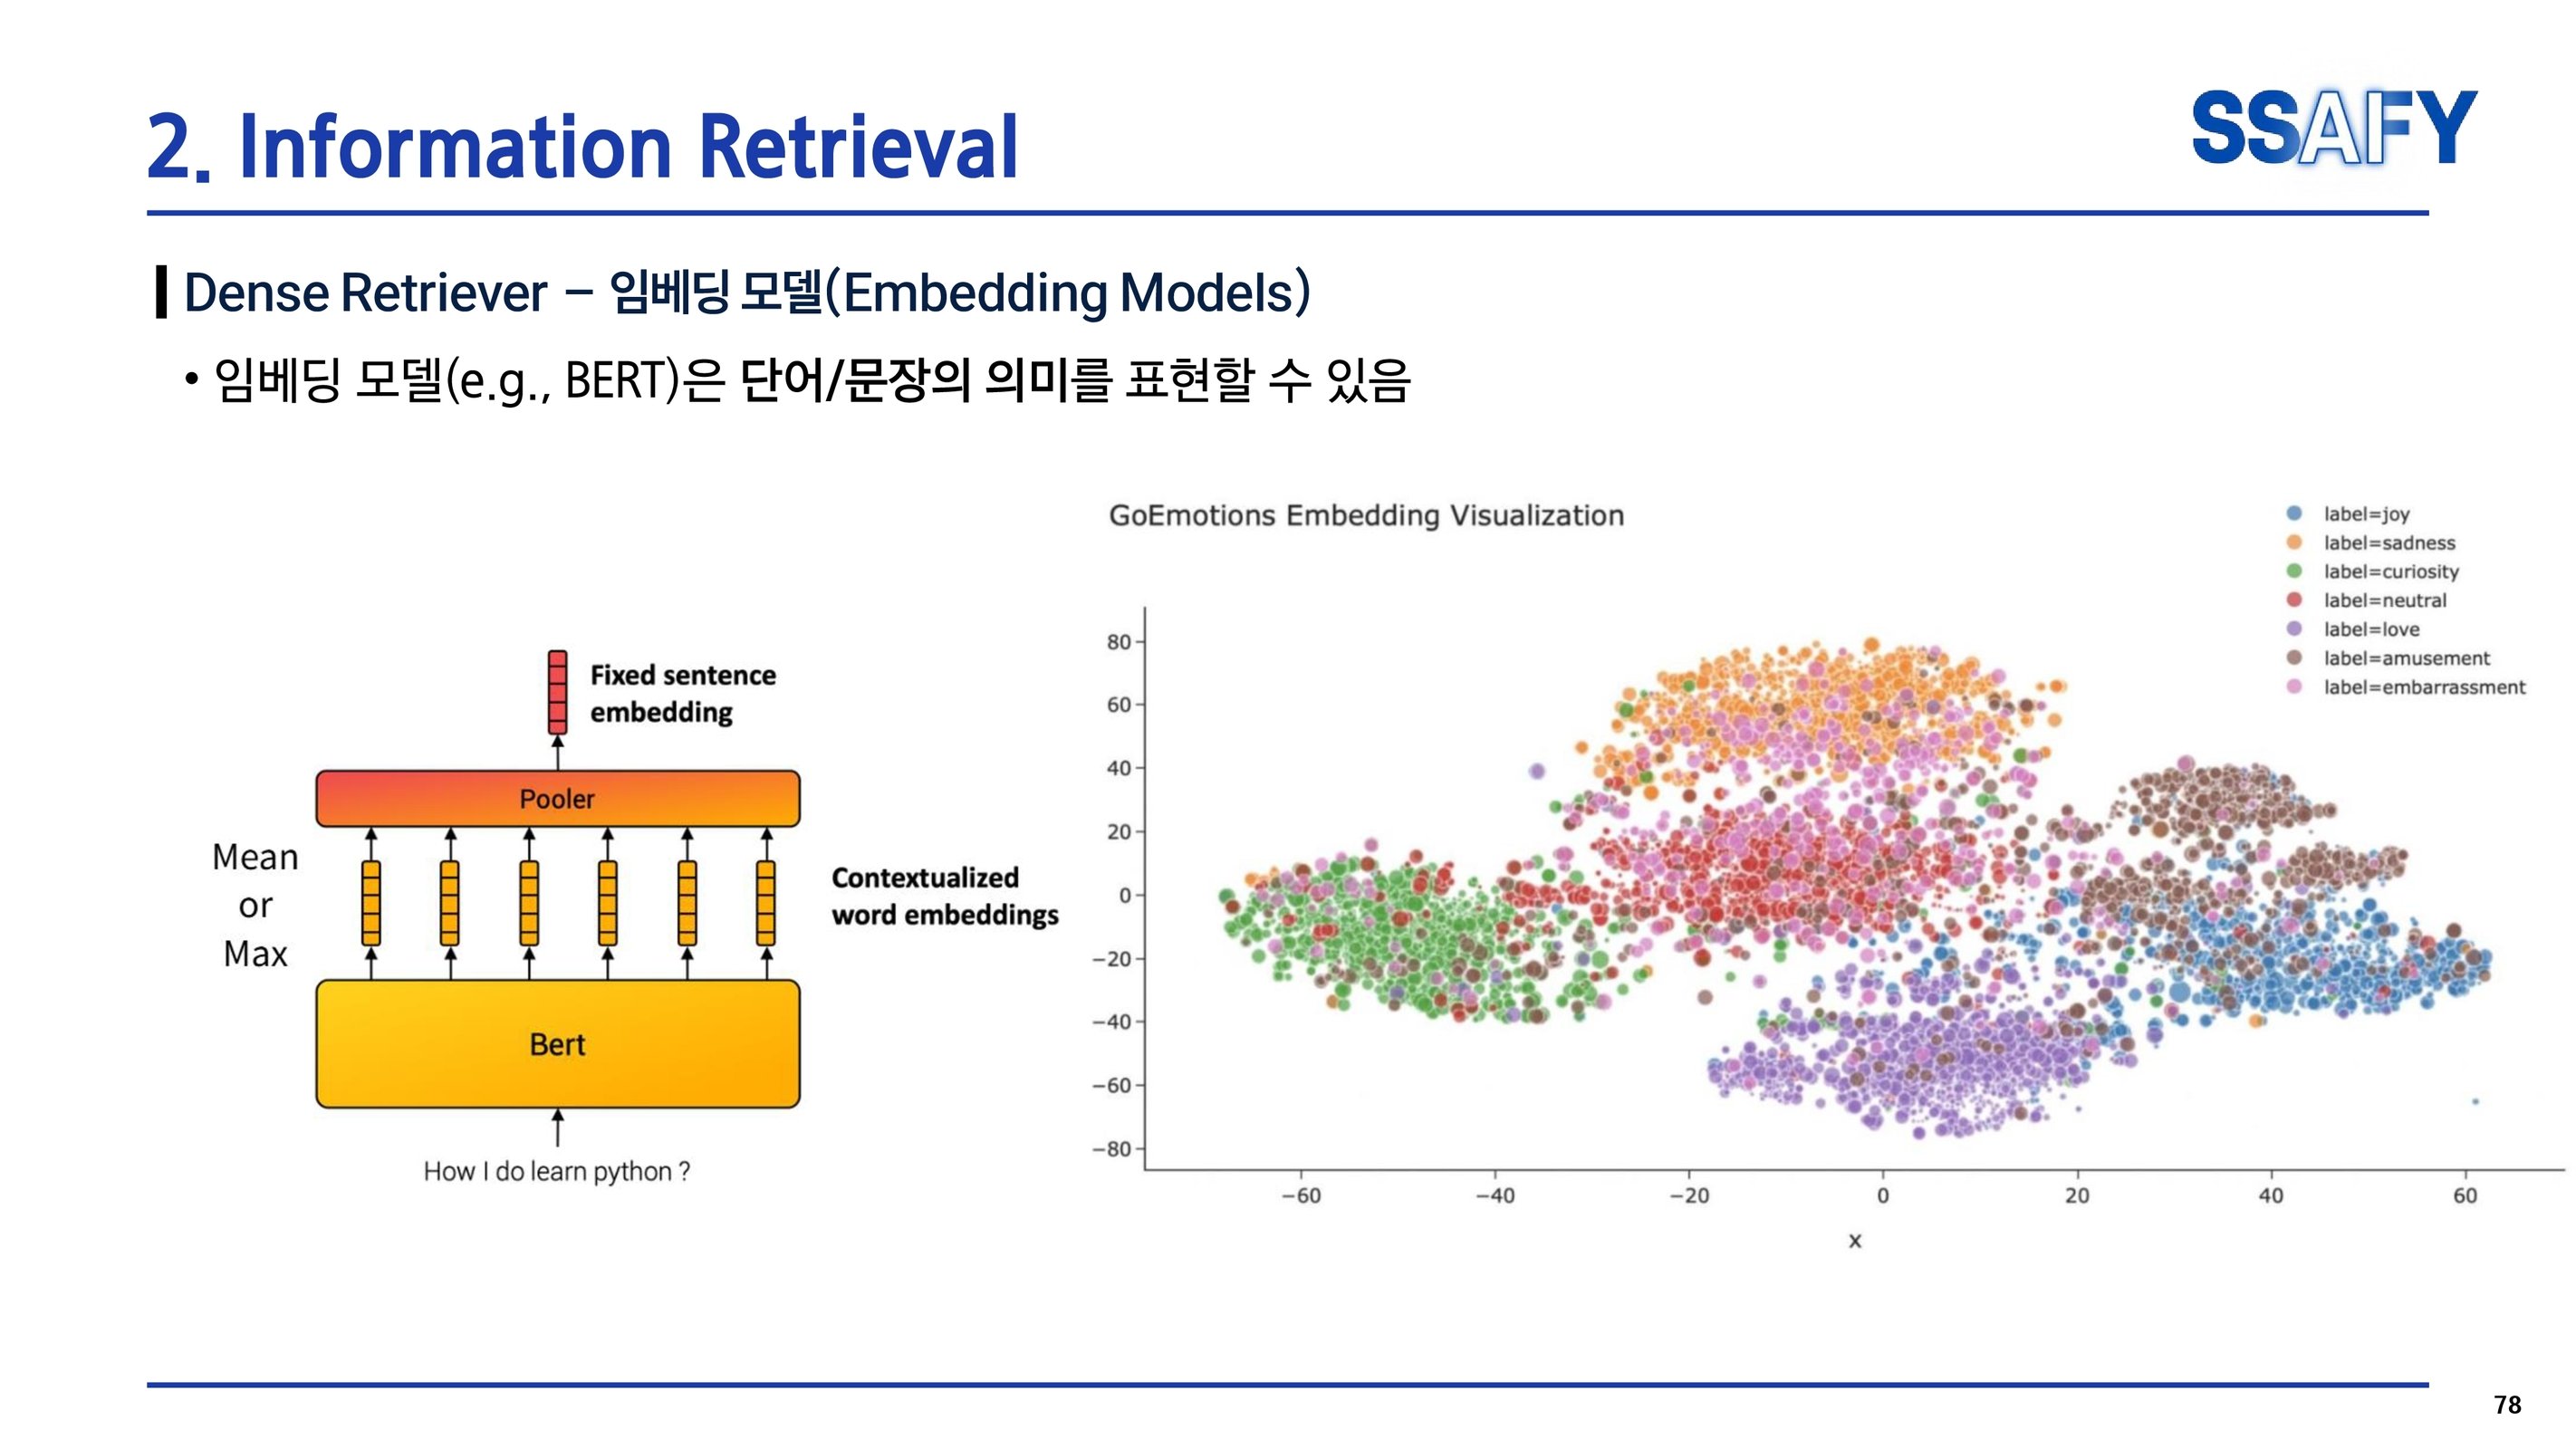 2. Information Retrieval
SSAFY
Dense Retriever – 임베딩 모델(Embedding Models)
• 임베딩 모델(e.g., BERT)은 단어/문장의 의미를 표현할 수 있음
Fixed sentence
embedding
Pooler
Mean
or
Max
Contextualized
word embeddings
Bert
How I do learn python ?
GoEmotions Embedding Visualization
label=joy
label=sadness
label=curiosity
label=neutral
label=love
label=amusement
label=embarrassment
80
60
40
20
0
−20
−40
−60
−80
−60 −40 −20 0 20 40 60
x
78